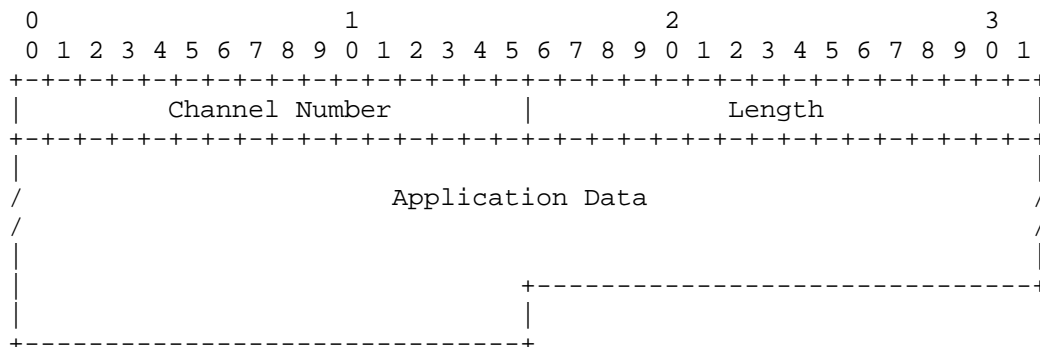 0                   1                   2                   3
0 1 2 3 4 5 6 7 8 9 0 1 2 3 4 5 6 7 8 9 0 1 2 3 4 5 6 7 8 9 0 1
Channel Number Length
Application Data